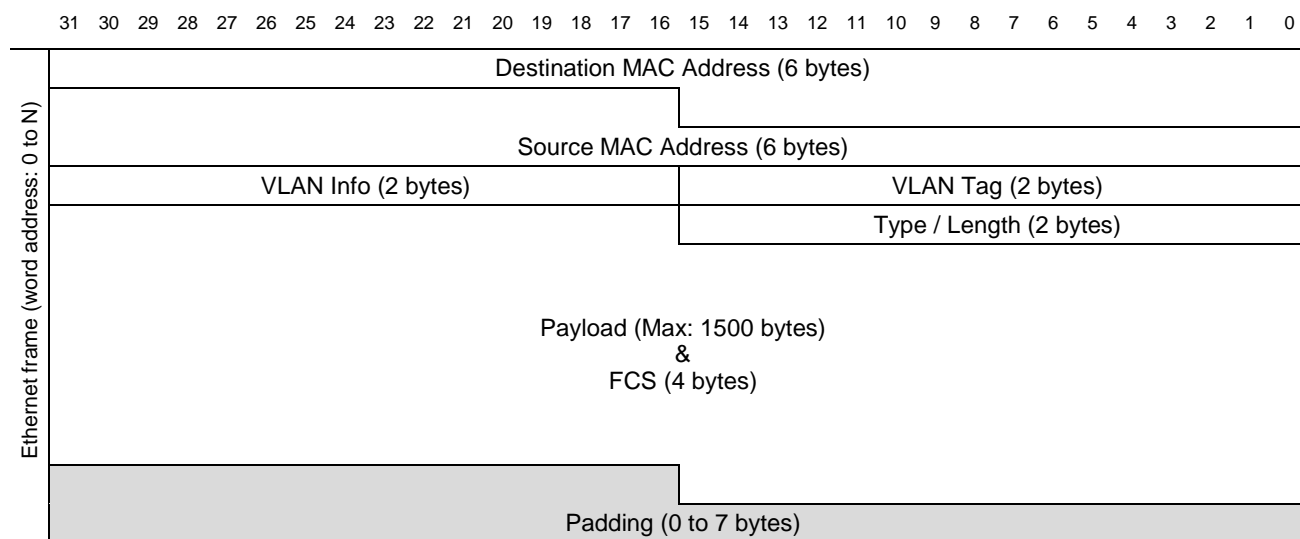 31 30 29 28 27 26 25 24 23 22 21 20 19 18 17 16 15 14 13 12 11 10 9 8 7 6 5 4 3 2 1 0
Ethernet frame (word address: 0 to N)
Destination MAC Address (6 bytes)
Source MAC Address (6 bytes)
VLAN Info (2 bytes) VLAN Tag (2 bytes)
Type / Length (2 bytes)
Payload (Max: 1500 bytes)
&
FCS (4 bytes)
Padding (0 to 7 bytes)